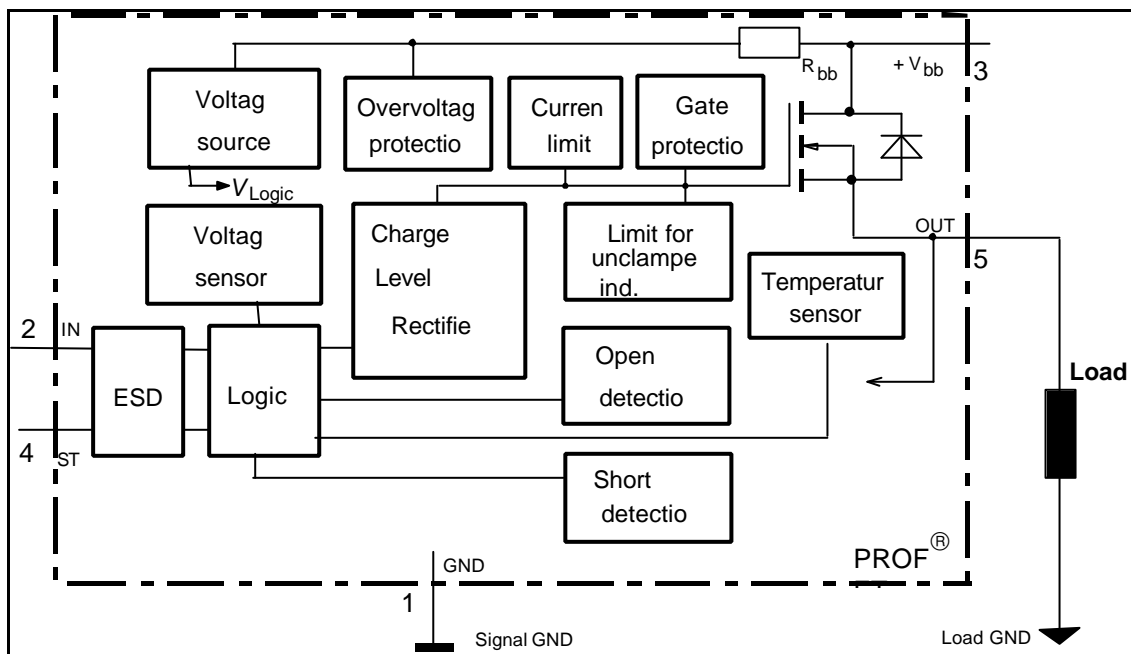 R bb
+ V bb
3
Voltag
source
Overvoltag
protectio
Curren
limit
Gate
protectio
V Logic
Voltag
sensor
Charge
Level
Rectifie
Limit for
unclampe
ind.
OUT
5
Temperatur
sensor
2
IN
ESD
Logic
Open
detectio
Load
4
ST
Short
detectio
PROF ®
GND
1
Signal GND
Load GND